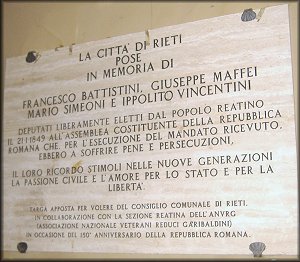 LA CITTÀ DI RIETI
POSE
IN MEMORIA DI
FRANCESCO BATTISTINI, GIUSEPPE MAFFEI
MARIO SIMEONI E IPPOLITO VINCENTINI
DEPUTATI LIBERAMENTE ELETTI DAL POPOLO REATINO
IL 21·1·1849 ALL'ASSEMBLEA COSTITUENTE DELLA REPUBBLICA
ROMANA CHE, PER L'ESECUZIONE DEL MANDATO RICEVUTO,
EBBERO A SOFFRIRE PENE E PERSECUZIONI,
IL LORO RICORDO STIMOLI NELLE NUOVE GENERAZIONI
LA PASSIONE CIVILE E L'AMORE PER LO STATO E PER LA
LIBERTA'
TARGA APPOSTA PER VOLERE DEL CONSIGLIO COMUNALE DI RIETI,
IN COLLABORAZIONE CON LA SEZIONE REATINA DELL'ANVRG
(ASSOCIAZIONE NAZIONALE VETERANI REDUCI GARIBALDINI)
IN OCCASIONE DEL 150° ANNIVERSARIO DELLA REPUBBLICA ROMANA.